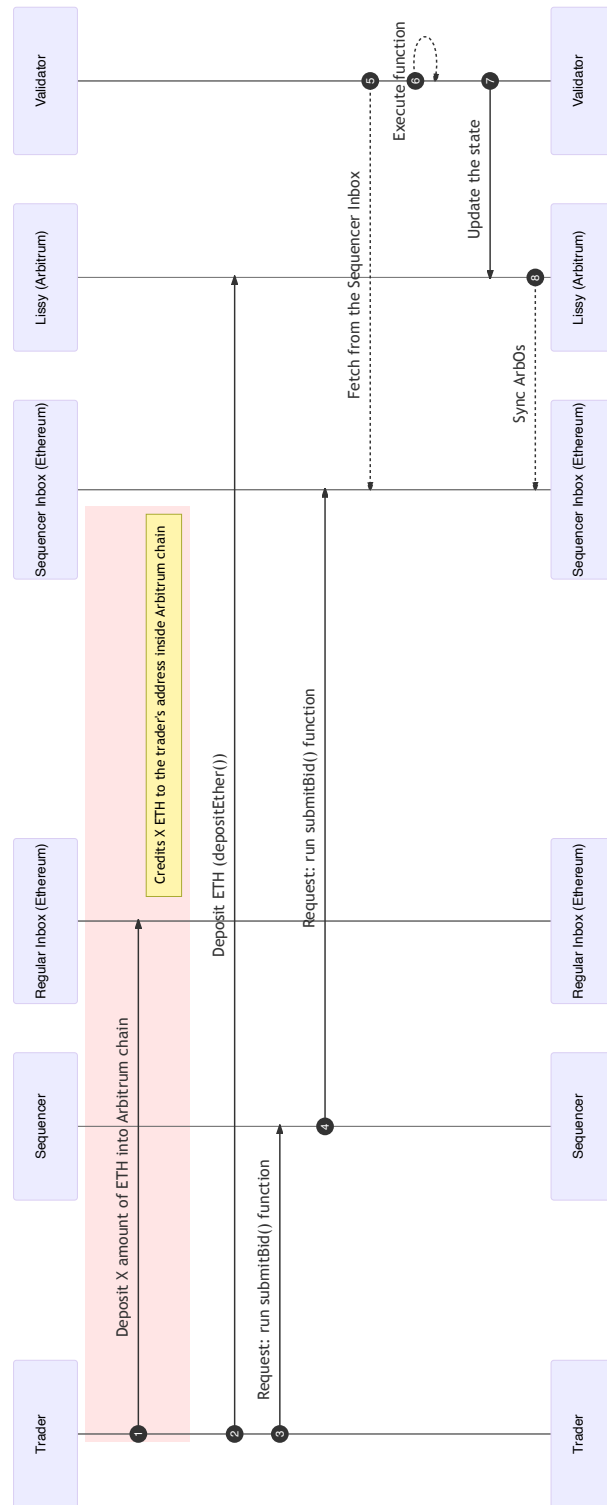 Trader
Sequencer
Regular Inbox (Ethereum)
Sequencer Inbox (Ethereum)
Lissy (Arbitrum)
Validator
Deposit X amount of ETH into Arbitrum chain
1
Credits X ETH to the trader's address inside Arbitrum chain
Deposit ETH (depositEther())
2
Request: run submitBid() function
3
Request: run submitBid() function
4
Fetch from the Sequencer Inbox
5
Execute function
6
Update the state
7
Sync ArbOs
8
Trader
Sequencer
Regular Inbox (Ethereum)
Sequencer Inbox (Ethereum)
Lissy (Arbitrum)
Validator